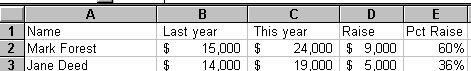 A B C D E
1 Name Last year This year Raise Pct Raise
2 Mark Forest $ 15,000 $ 24,000 $ 9,000 60%
3 Jane Deed $ 14,000 $ 19,000 $ 5,000 36%